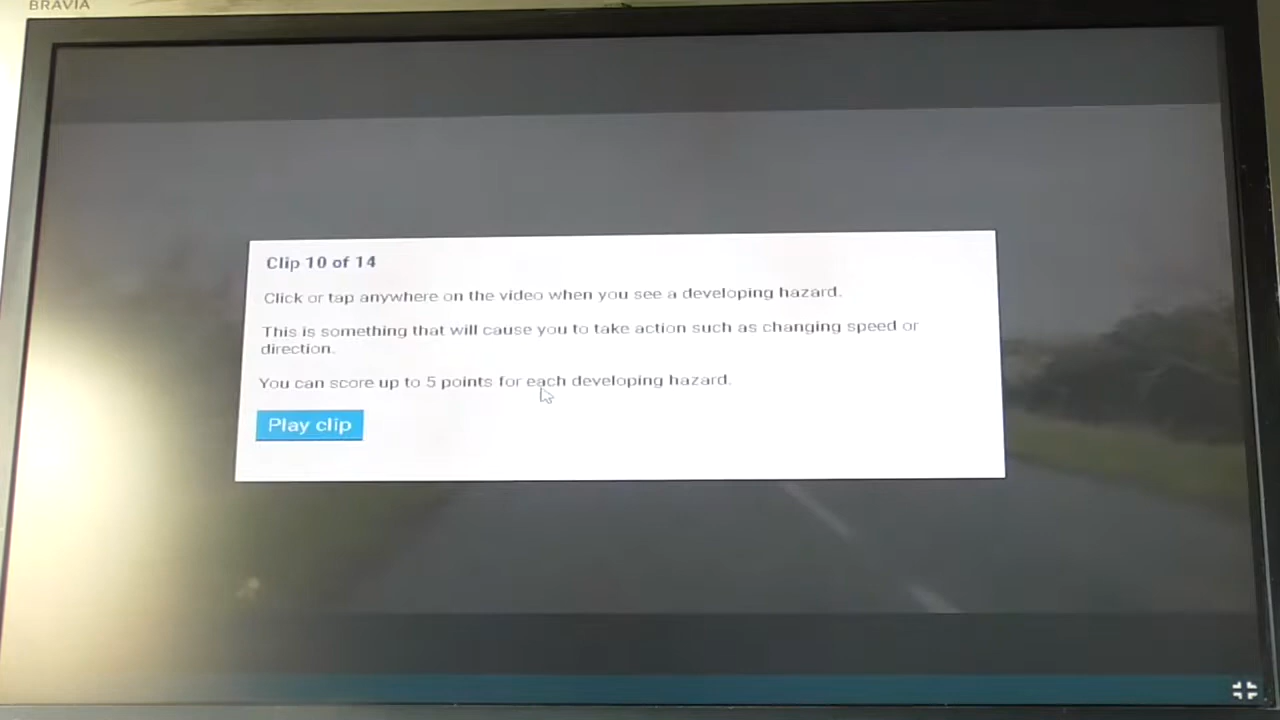 BRAVIA
Clip 10 of 14
Click or tap anywhere on the video when you see a developing hazard.
This is something that will cause you to take action such as changing speed or
direction.
You can score up to 5 points for each developing hazard.
Play clip